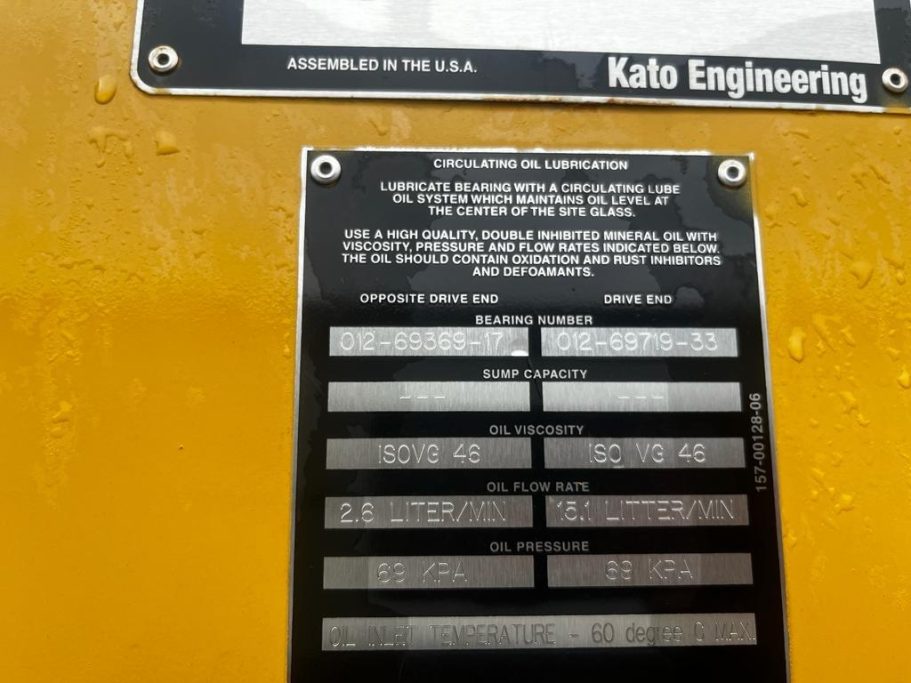 ASSEMBLED IN THE U.S.A.
Kato Engineering
CIRCULATING OIL LUBRICATION
LUBRICATE BEARING WITH A CIRCULATING LUBE
OIL SYSTEM WHICH MAINTAINS OIL LEVEL AT
THE CENTER OF THE SITE GLASS.
USE A HIGH QUALITY, DOUBLE INHIBITED MINERAL OIL WITH
VISCOSITY, PRESSURE AND FLOW RATES INDICATED BELOW.
THE OIL SHOULD CONTAIN OXIDATION AND RUST INHIBITORS
AND DEFOAMANTS.
OPPOSITE DRIVE END DRIVE END
BEARING NUMBER
012-69369-17 012-69719-33
SUMP CAPACITY
--- ---
OIL VISCOSITY
ISOVG 46 ISO VG 46
OIL FLOW RATE
2.6 LITER/MIN 15.1 LITTER/MIN
OIL PRESSURE
69 KPA 69 KPA
OIL INLET TEMPERATURE - 60 degree C MAX.
157-00128-06